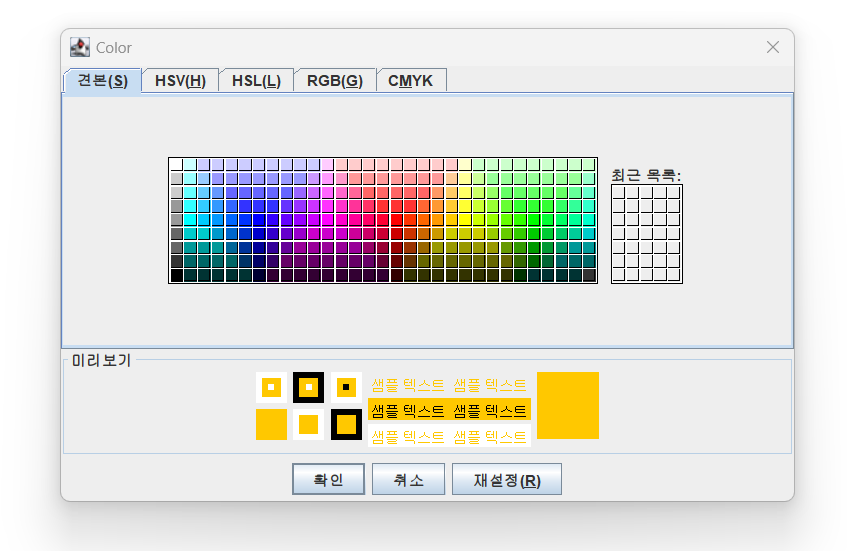 Color
견본(S) HSV(H) HSL(L) RGB(G) CMYK
최근 목록:
미리보기
샘플 텍스트 샘플 텍스트
샘플 텍스트 샘플 텍스트
샘플 텍스트 샘플 텍스트
확인 취소 재설정(R)